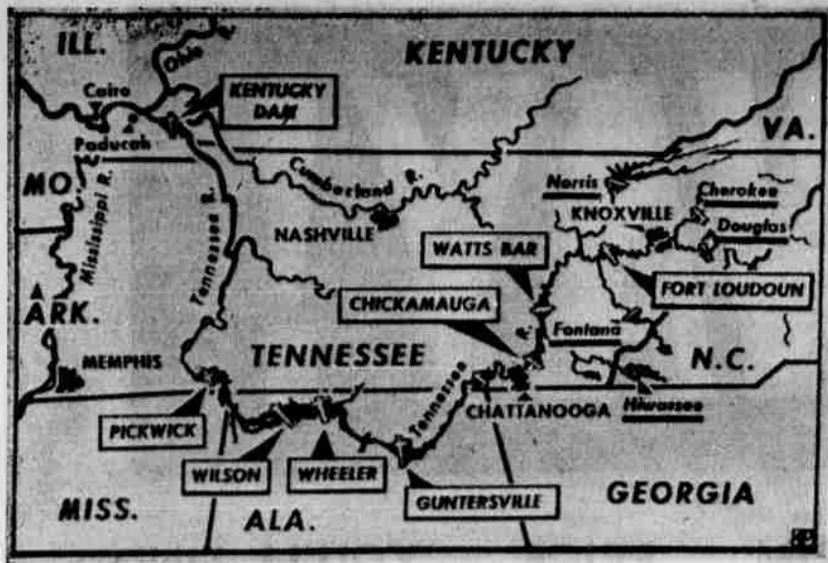 ILL.
Ohio R.
KENTUCKY
Cairo
KENTUCKY
DAM
Paducah
VA.
MO.
Mississippi R.
Cumberland R.
Norris
Cherokee
KNOXVILLE
Douglas
NASHVILLE
Tennessee R.
WATTS BAR
ARK.
CHICKAMAUGA
FORT LOUDOUN
Fontana
MEMPHIS
TENNESSEE
Tennessee R.
N.C.
PICKWICK
CHATTANOOGA
Hiwassee
WILSON
WHEELER
GUNTERSVILLE
MISS.
ALA.
GEORGIA